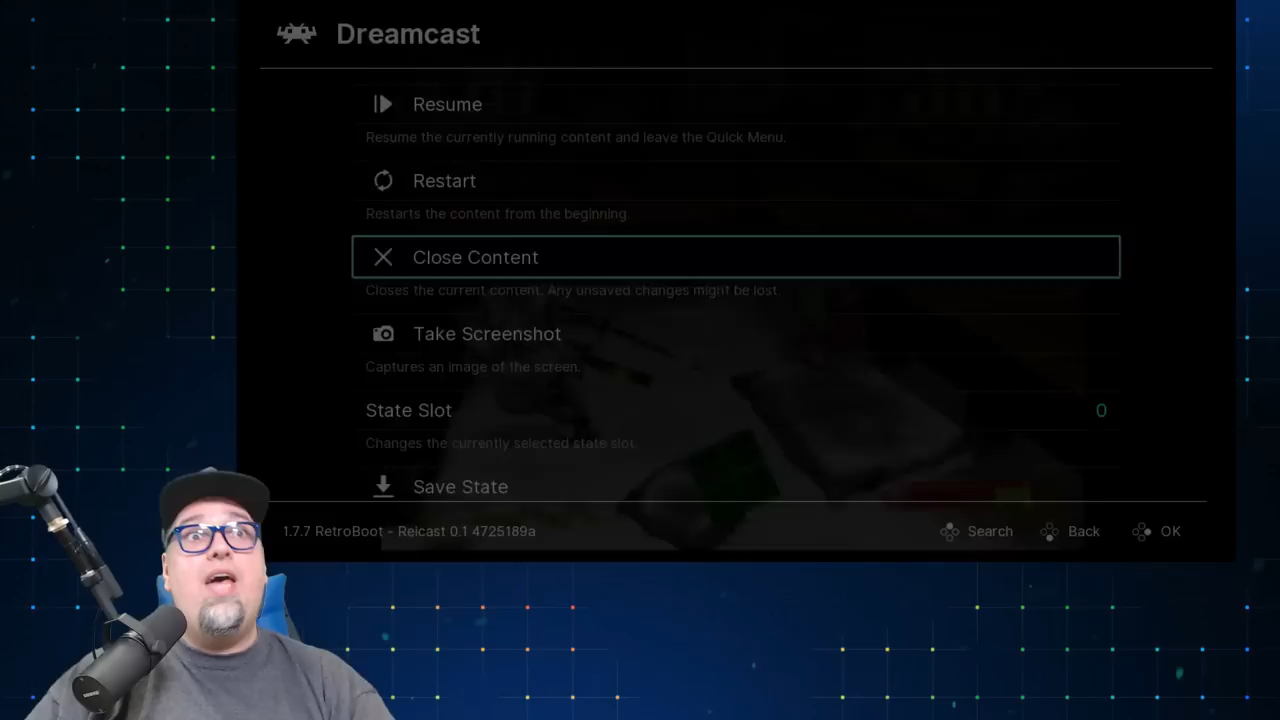 Dreamcast
Resume
Resume the currently running content and leave the Quick Menu.
Restart
Restarts the content from the beginning.
Close Content
Closes the current content. Any unsaved changes might be lost.
Take Screenshot
Captures an image of the screen.
State Slot 0
Changes the currently selected state slot.
Save State
1.7.7 RetroBoot - Reicast 0.1 4725189a Search Back OK